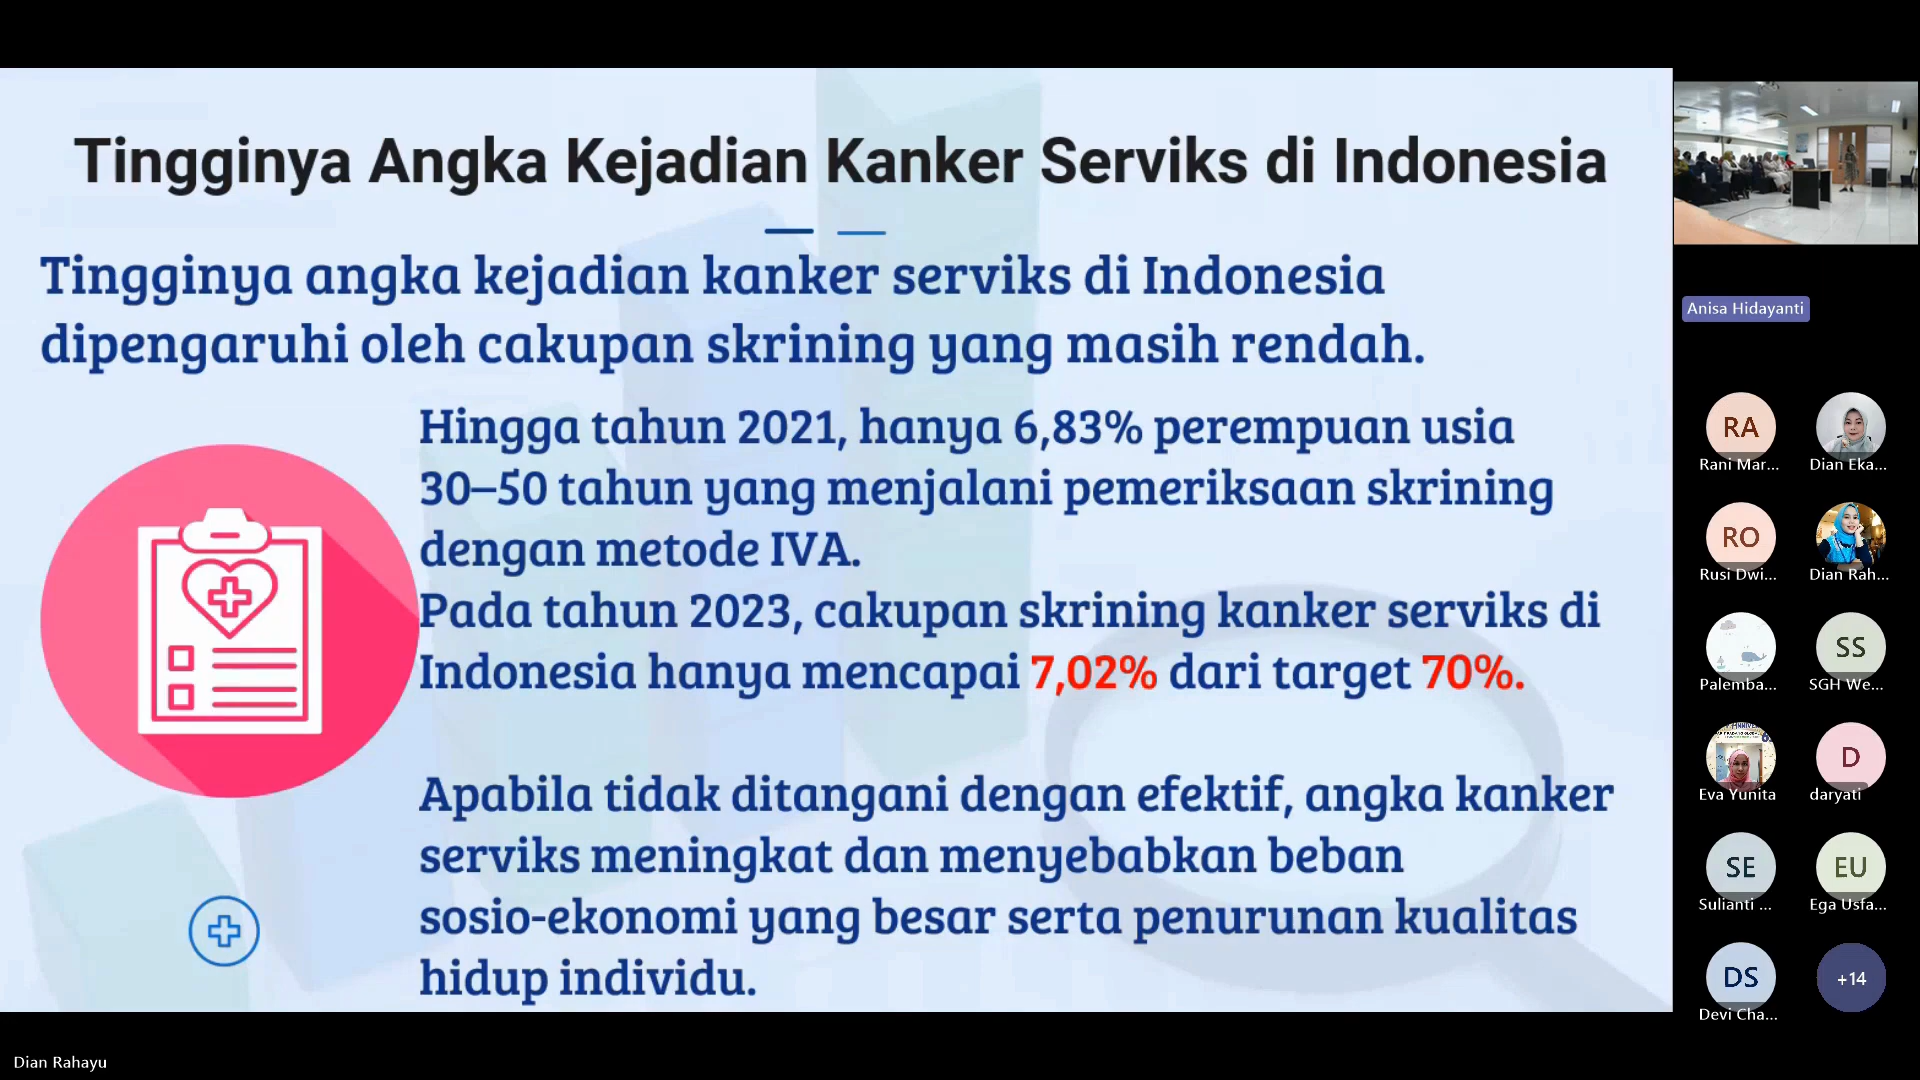 Tingginya Angka Kejadian Kanker Serviks di Indonesia
Tingginya angka kejadian kanker serviks di Indonesia
dipengaruhi oleh cakupan skrining yang masih rendah.
Hingga tahun 2021, hanya 6,83% perempuan usia
30–50 tahun yang menjalani pemeriksaan skrining
dengan metode IVA.
Pada tahun 2023, cakupan skrining kanker serviks di
Indonesia hanya mencapai 7,02% dari target 70%.
Apabila tidak ditangani dengan efektif, angka kanker
serviks meningkat dan menyebabkan beban
sosio-ekonomi yang besar serta penurunan kualitas
hidup individu.
Dian Rahayu
Anisa Hidayanti
RA
Rani Mar...
Dian Eka...
RO
Rusi Dwi...
Dian Rah...
Palemba...
SS
SGH We...
Eva Yunita
D
daryati
SE
Sulianti ...
EU
Ega Usfa...
DS
Devi Cha...
+14